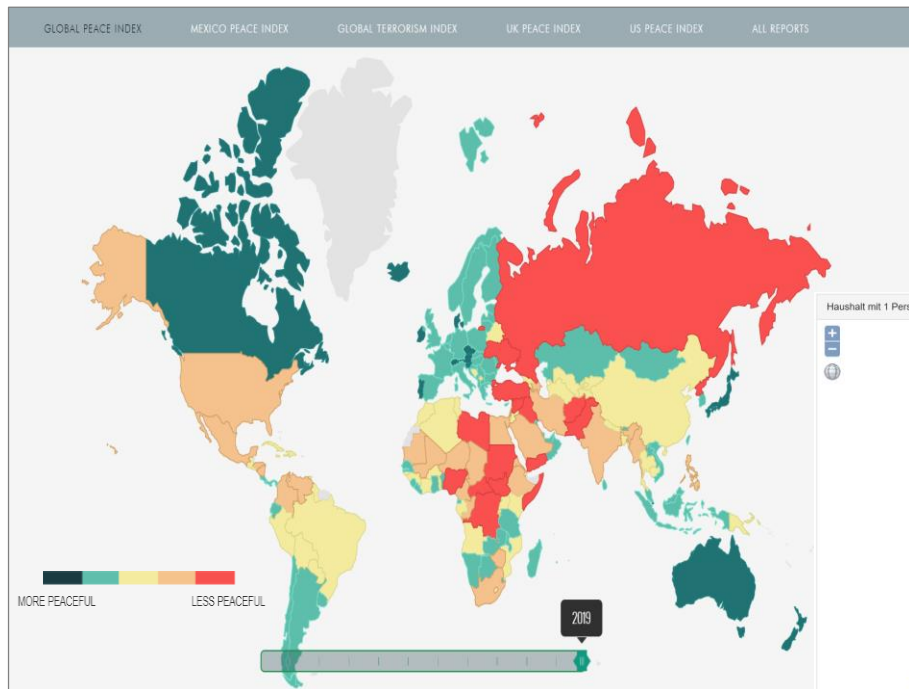 GLOBAL PEACE INDEX MEXICO PEACE INDEX GLOBAL TERRORISM INDEX UK PEACE INDEX US PEACE INDEX ALL REPORTS
Haushalt mit 1 Pers
+
−
MORE PEACEFUL LESS PEACEFUL
2019